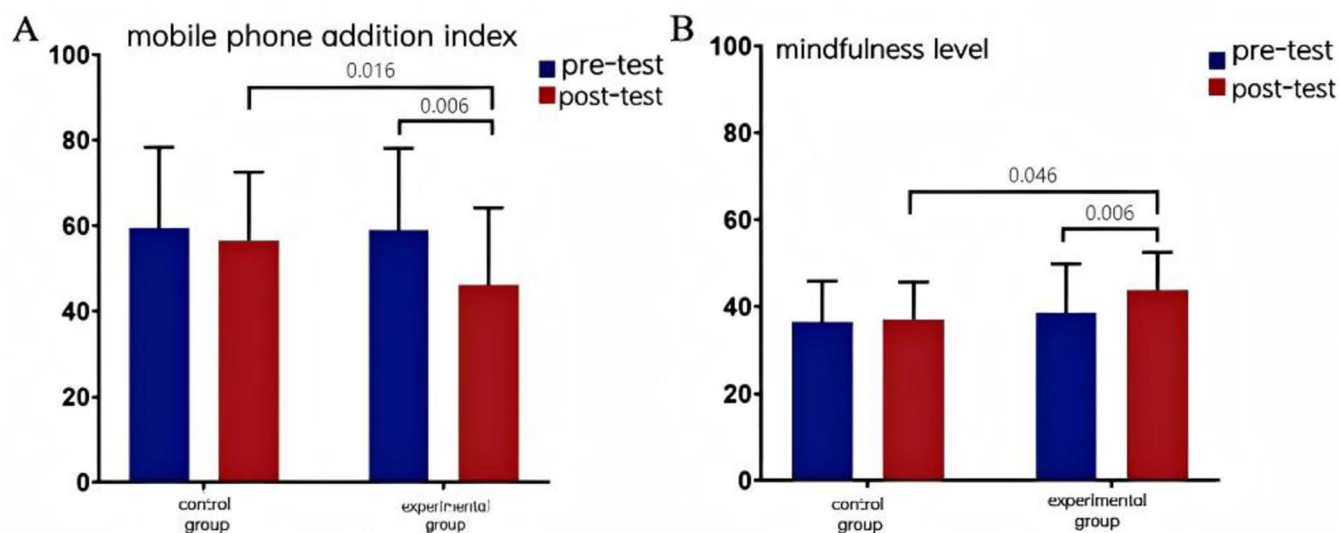 A
mobile phone addition index
pre-test
post-test
100
80
60
40
20
0
0.016
0.006
control
group
experimental
group
B
mindfulness level
pre-test
post-test
100
80
60
40
20
0
0.046
0.006
control
group
experimental
group